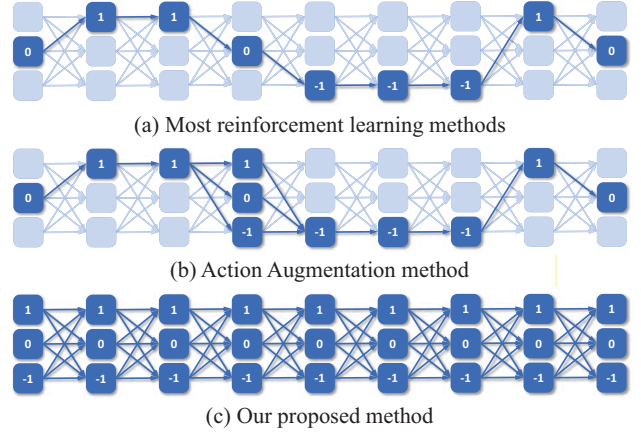 1 1 1
0 0 0
-1 -1 -1
(a) Most reinforcement learning methods
1 1 1 1
0 0 0
-1 -1 -1 -1
(b) Action Augmentation method
1 1 1 1 1 1 1 1 1
0 0 0 0 0 0 0 0 0
-1 -1 -1 -1 -1 -1 -1 -1 -1
(c) Our proposed method